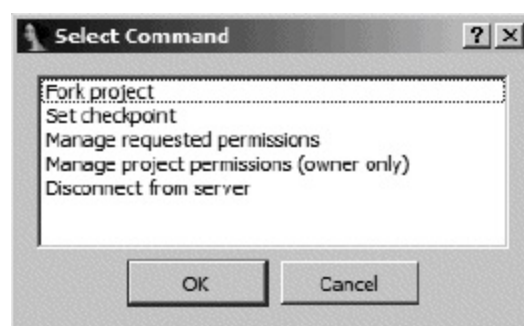 Select Command
?
×
Fork project
Set checkpoint
Manage requested permissions
Manage project permissions (owner only)
Disconnect from server
OK
Cancel